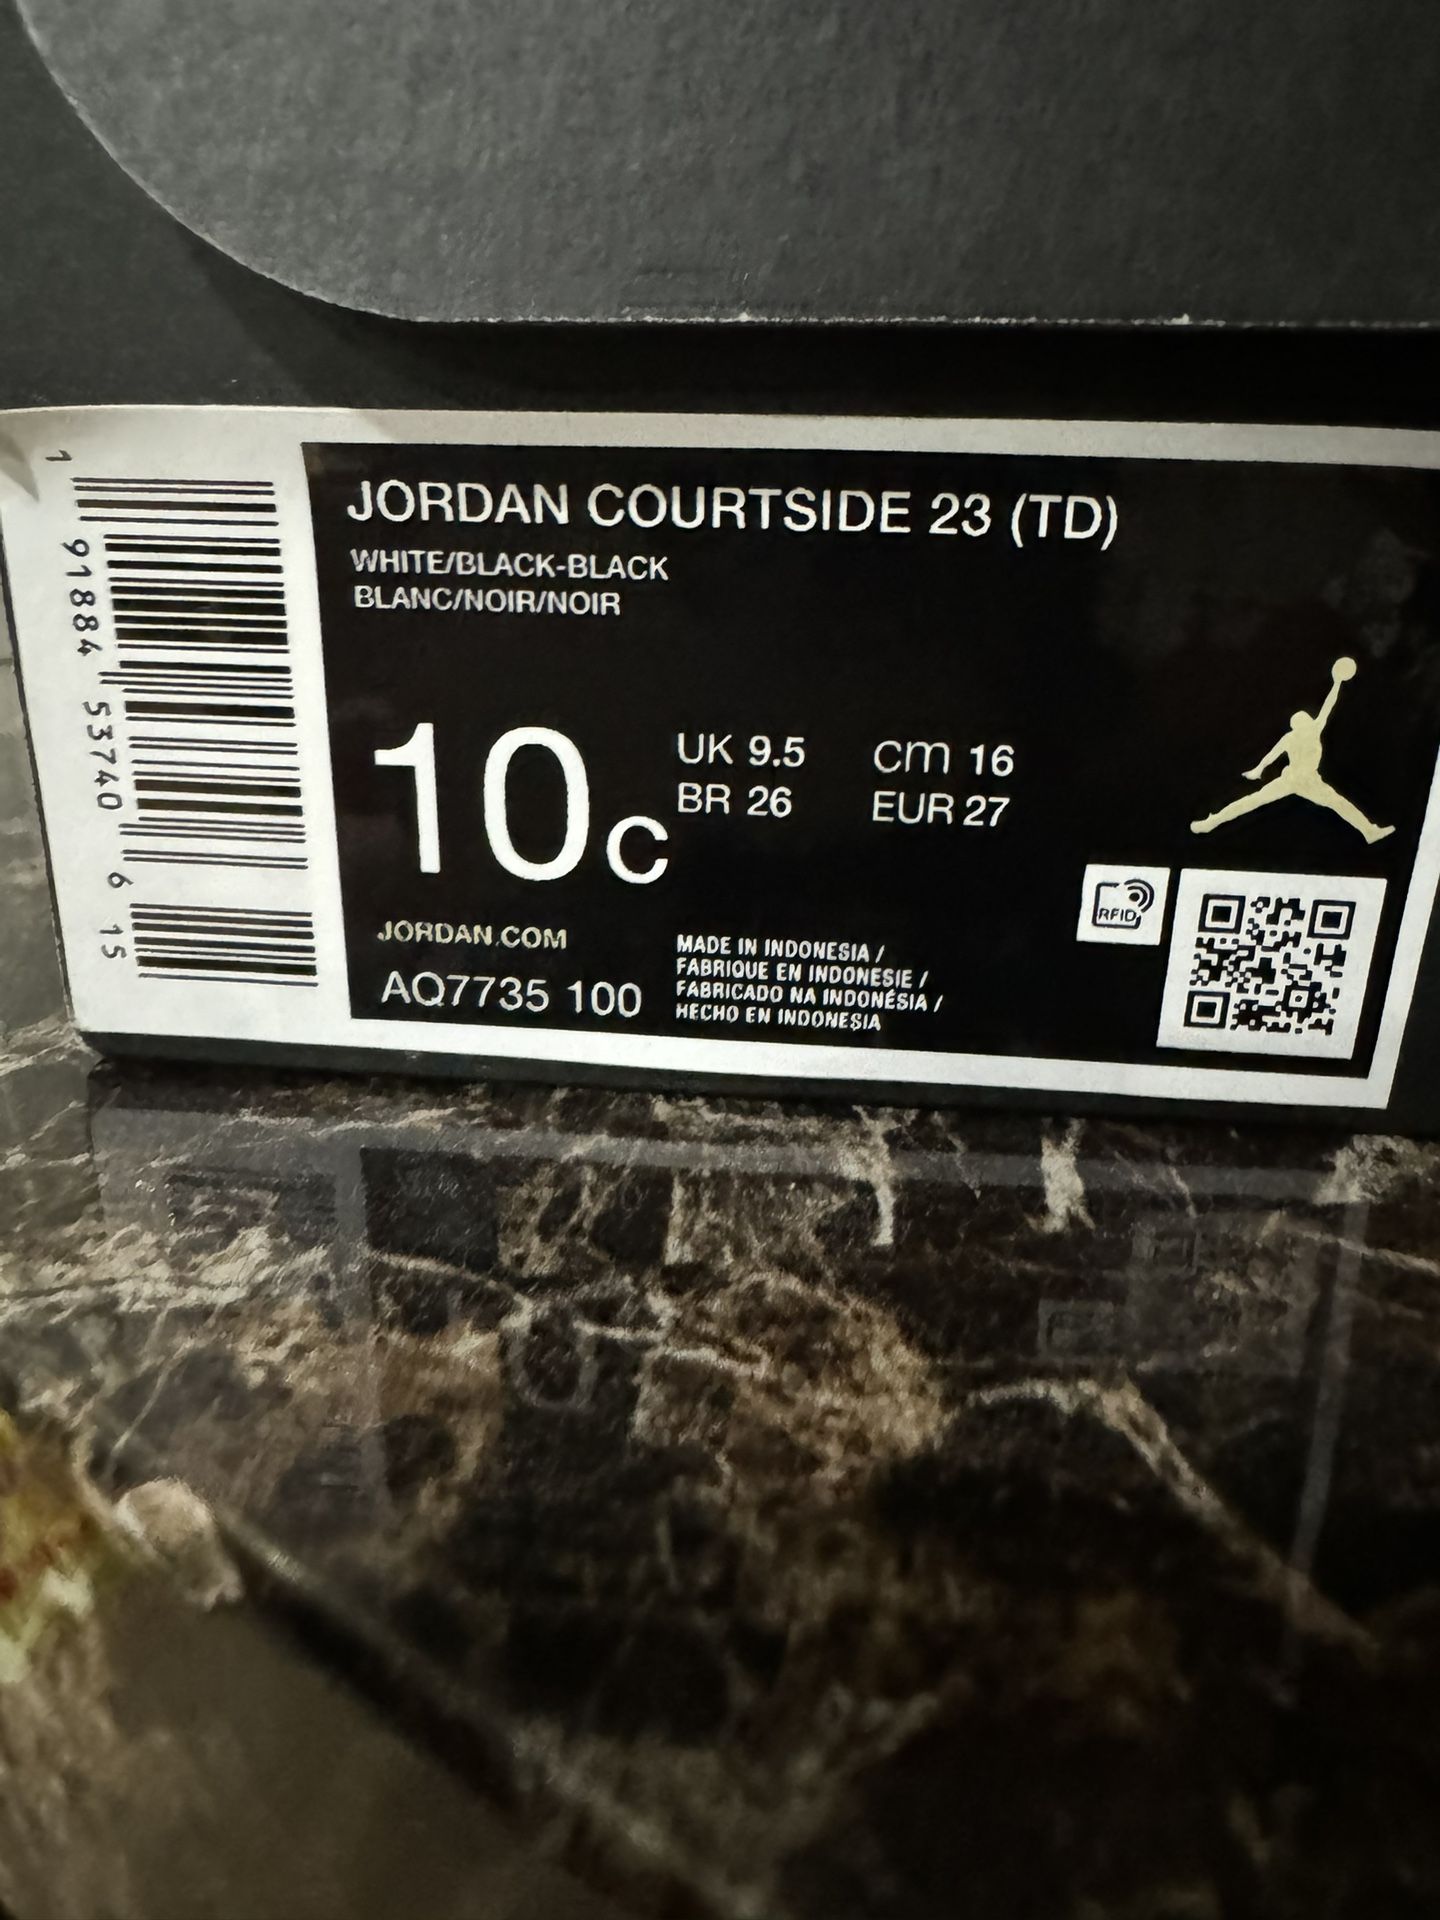 1 91884 53740 6 15
JORDAN COURTSIDE 23 (TD)
WHITE/BLACK-BLACK
BLANC/NOIR/NOIR
10c
UK 9.5 cm 16
BR 26 EUR 27
JORDAN.COM
AQ7735 100
MADE IN INDONESIA /
FABRIQUE EN INDONESIE /
FABRICADO NA INDONÉSIA /
HECHO EN INDONESIA
RFID